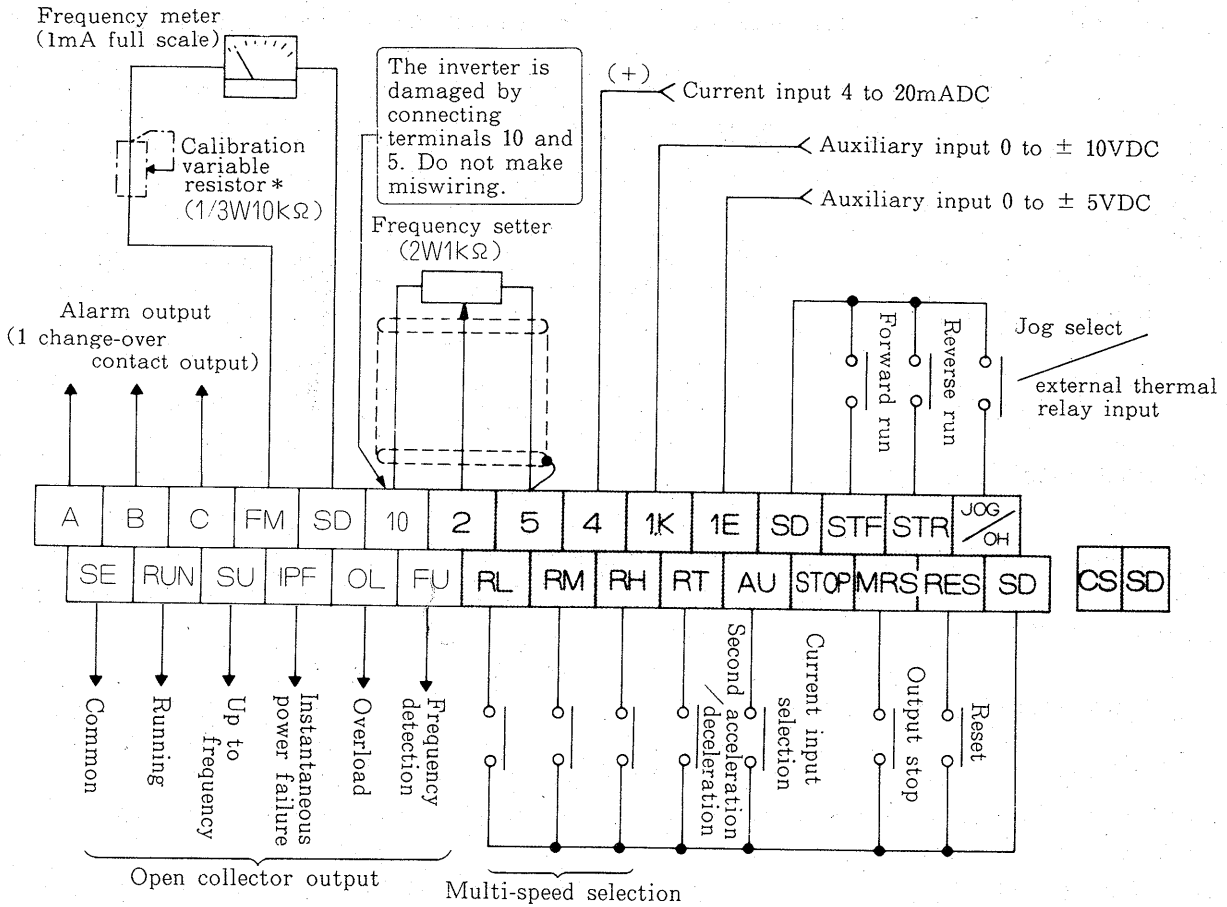 Frequency meter
(1mA full scale)
Calibration
variable
resistor *
(1/3W10kΩ)
The inverter is
damaged by
connecting
terminals 10 and
5. Do not make
miswiring.
Frequency setter
(2W1kΩ)
(+)
Current input 4 to 20mADC
Auxiliary input 0 to ± 10VDC
Auxiliary input 0 to ± 5VDC
Alarm output
(1 change-over
contact output)
Forward run
Reverse run
Jog select
external thermal
relay input
A B C FM SD 10 2 5 4 1K 1E SD STF STR JOG/OH
SE RUN SU IPF OL FU RL RM RH RT AU STOP MRS RES SD
CS SD
Common
Running
Up to
frequency
Instantaneous
power failure
Overload
Frequency
detection
Second acceleration
/deceleration
Current input
selection
Output stop
Reset
Open collector output
Multi-speed selection